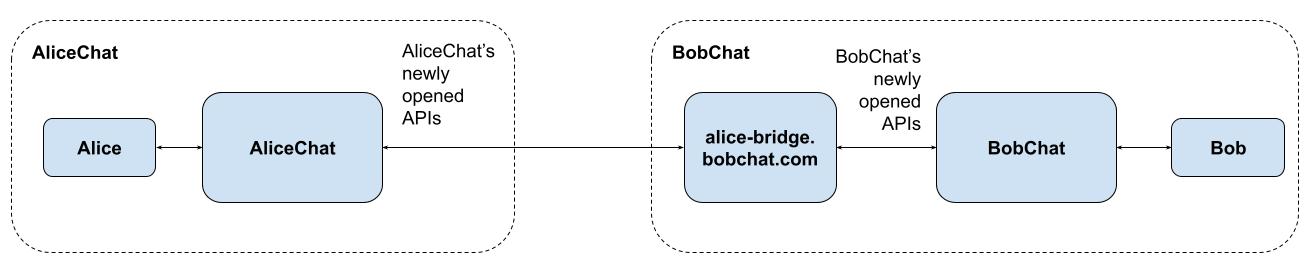 AliceChat
AliceChat's
newly
opened
APIs
Alice
AliceChat
BobChat
BobChat's
newly
opened
APIs
alice-bridge.
bobchat.com
BobChat
Bob